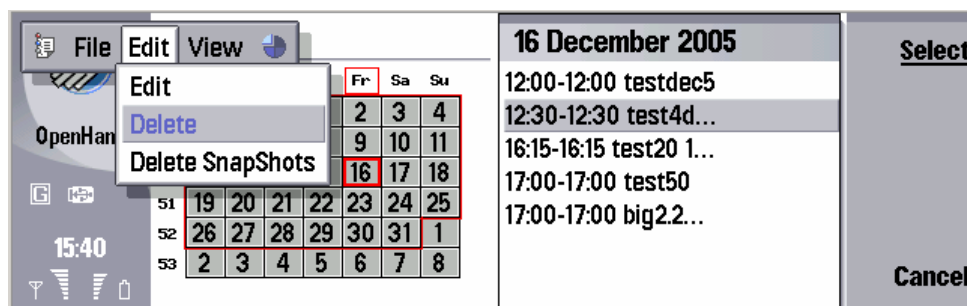 File Edit View
Edit
Delete
Delete SnapShots
OpenHan
G
15:40
Fr Sa Su
2 3 4
9 10 11
16 17 18
51 19 20 21 22 23 24 25
52 26 27 28 29 30 31 1
53 2 3 4 5 6 7 8
16 December 2005
12:00-12:00 testdec5
12:30-12:30 test4d...
16:15-16:15 test20 1...
17:00-17:00 test50
17:00-17:00 big2.2...
Select
Cancel